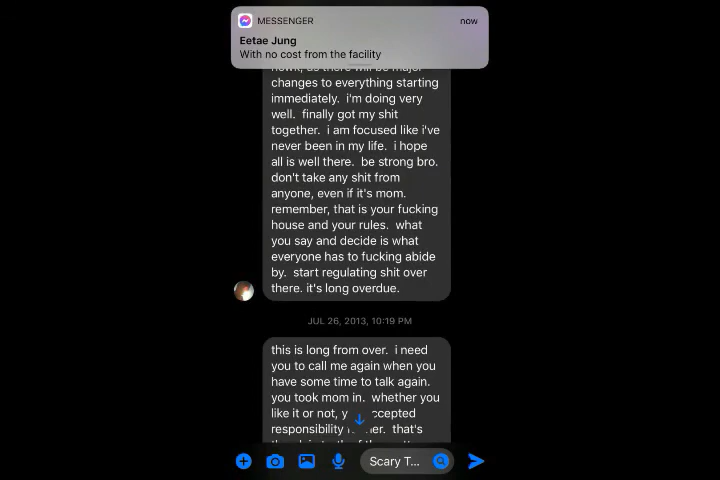 MESSENGER
now
Eetae Jung
With no cost from the facility
changes to everything starting
immediately.  i'm doing very
well.  finally got my shit
together.  i am focused like i've
never been in my life.  i hope
all is well there.  be strong bro.
don't take any shit from
anyone, even if it's mom.
remember, that is your fucking
house and your rules.  what
you say and decide is what
everyone has to fucking abide
by.  start regulating shit over
there. it's long overdue.
JUL 26, 2013, 10:19 PM
this is long from over.  i need
you to call me again when you
have some time to talk again.
you took mom in.  whether you
like it or not, y ccepted
responsibility her.  that's
Scary T...